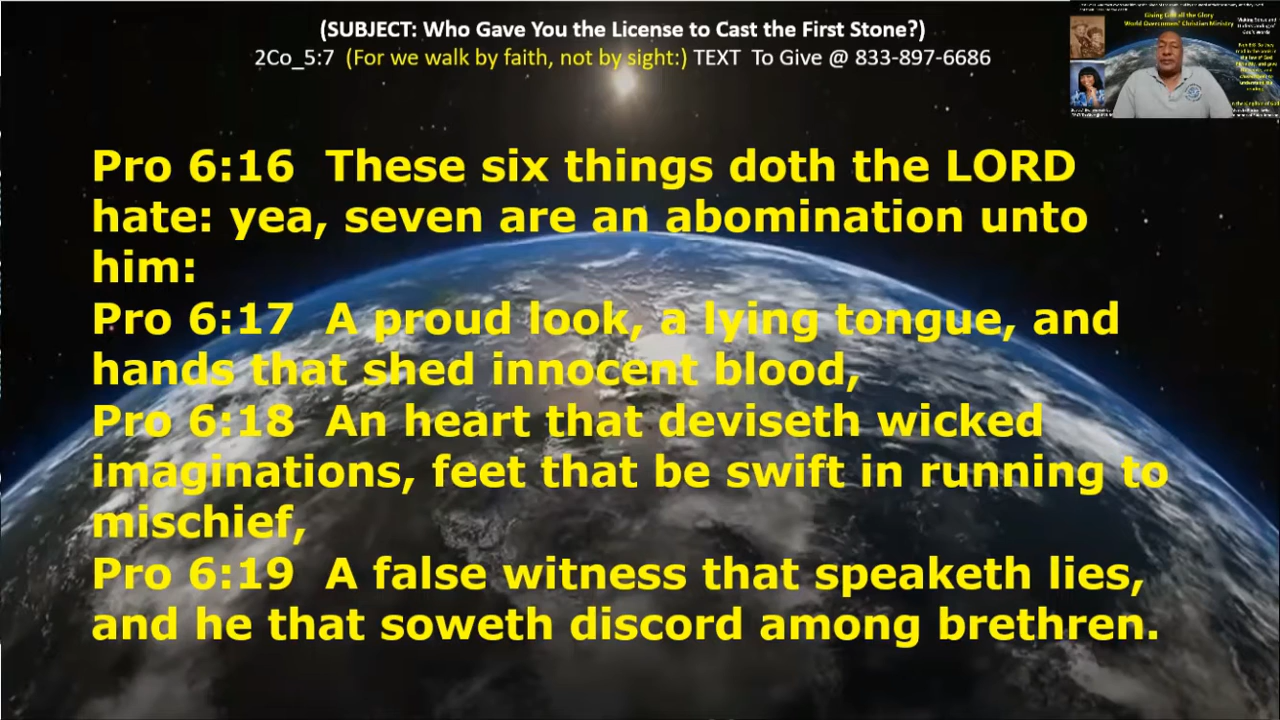 (SUBJECT: Who Gave You the License to Cast the First Stone?)
2Co_5:7 (For we walk by faith, not by sight:) TEXT To Give @ 833-897-6686
Giving God all the Glory
World Overcomers' Christian Ministry
Pro 6:16 These six things doth the LORD
hate: yea, seven are an abomination unto
him:
Pro 6:17 A proud look, a lying tongue, and
hands that shed innocent blood,
Pro 6:18 An heart that deviseth wicked
imaginations, feet that be swift in running to
mischief,
Pro 6:19 A false witness that speaketh lies,
and he that soweth discord among brethren.